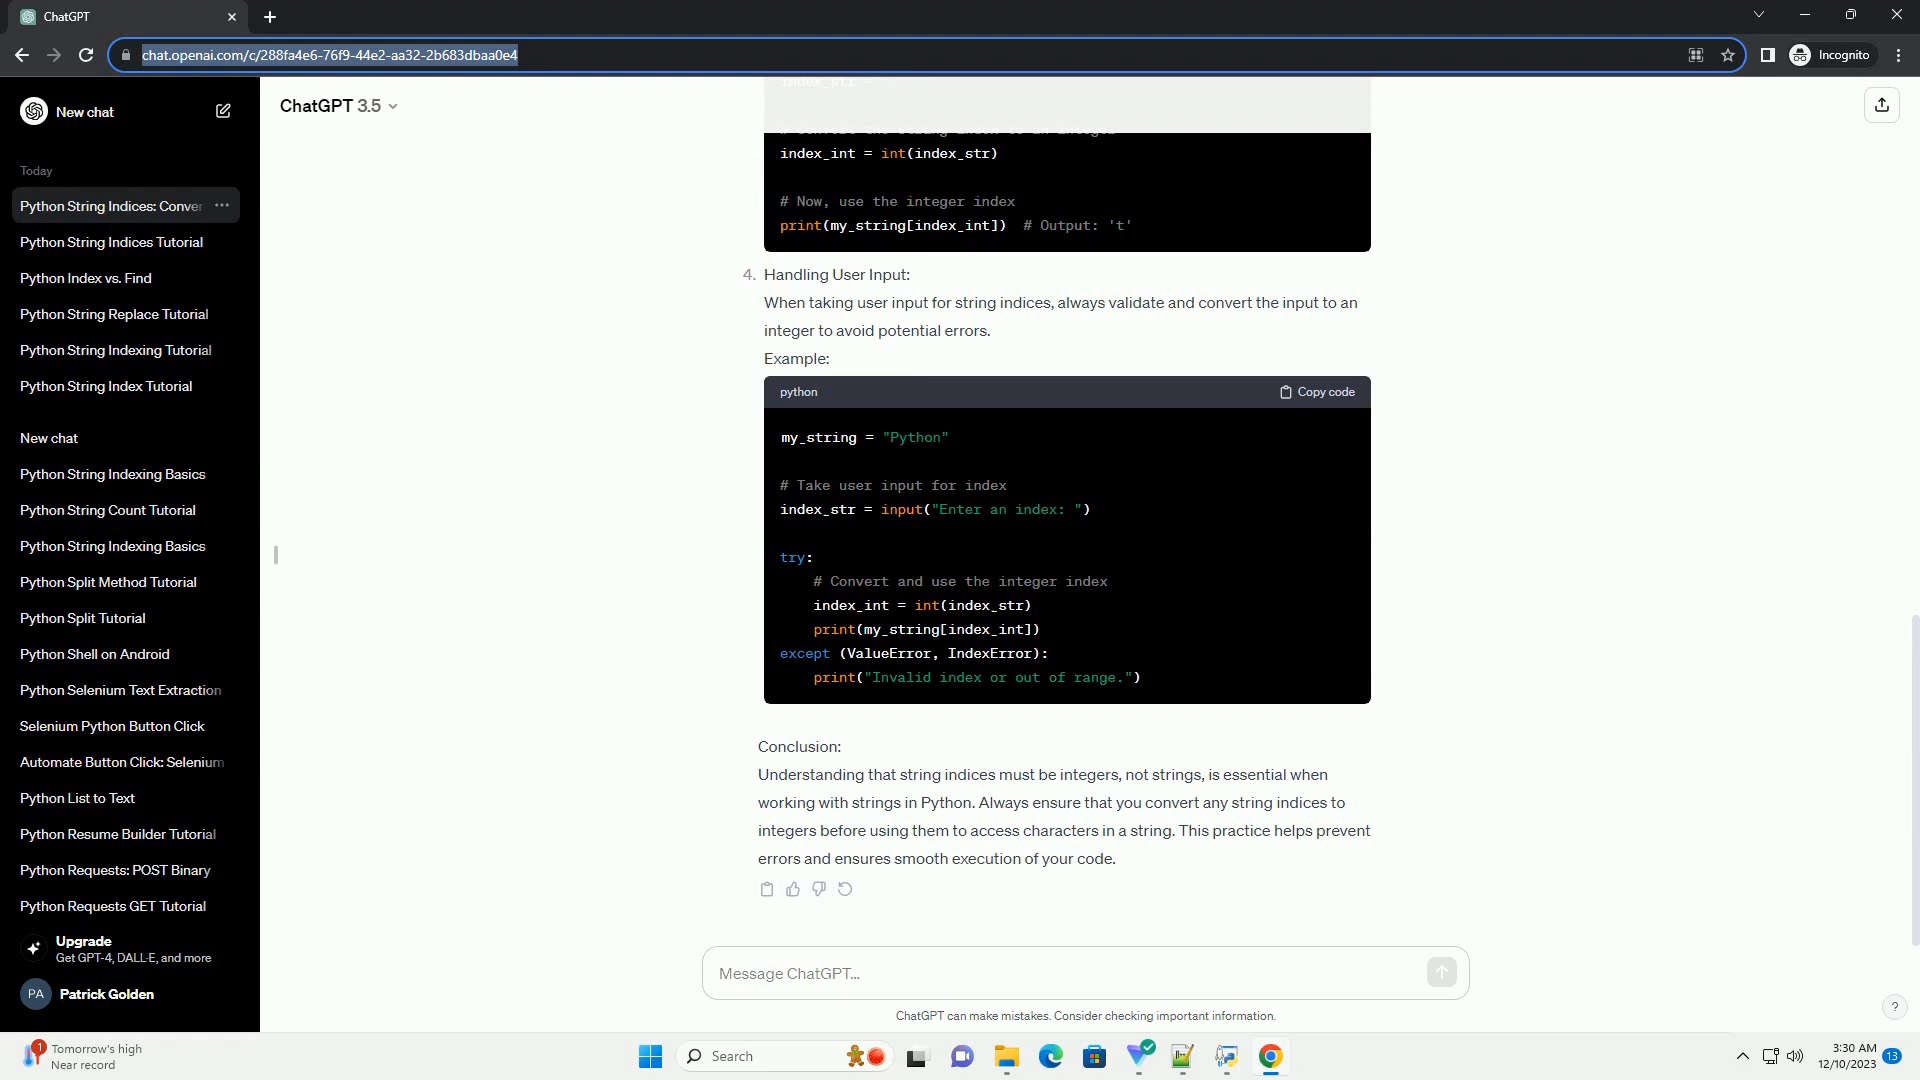 ChatGPT
chat.openai.com/c/288fa4e6-76f9-44e2-aa32-2b683dbaa0e4
Incognito
New chat
Today
Python String Indices: Conver
Python String Indices Tutorial
Python Index vs. Find
Python String Replace Tutorial
Python String Indexing Tutorial
Python String Index Tutorial
New chat
Python String Indexing Basics
Python String Count Tutorial
Python String Indexing Basics
Python Split Method Tutorial
Python Split Tutorial
Python Shell on Android
Python Selenium Text Extraction
Selenium Python Button Click
Automate Button Click: Selenium
Python List to Text
Python Resume Builder Tutorial
Python Requests: POST Binary
Python Requests GET Tutorial
Upgrade
Get GPT-4, DALL·E, and more
PA
Patrick Golden
ChatGPT 3.5
index_str =
# Convert the string index to an integer
index_int = int(index_str)
# Now, use the integer index
print(my_string[index_int])  # Output: 't'
4. Handling User Input:
When taking user input for string indices, always validate and convert the input to an
integer to avoid potential errors.
Example:
python
Copy code
my_string = "Python"
# Take user input for index
index_str = input("Enter an index: ")
try:
    # Convert and use the integer index
    index_int = int(index_str)
    print(my_string[index_int])
except (ValueError, IndexError):
    print("Invalid index or out of range.")
Conclusion:
Understanding that string indices must be integers, not strings, is essential when
working with strings in Python. Always ensure that you convert any string indices to
integers before using them to access characters in a string. This practice helps prevent
errors and ensures smooth execution of your code.
Message ChatGPT...
ChatGPT can make mistakes. Consider checking important information.
?
1
Tomorrow's high
Near record
Search
3:30 AM
12/10/2023
13